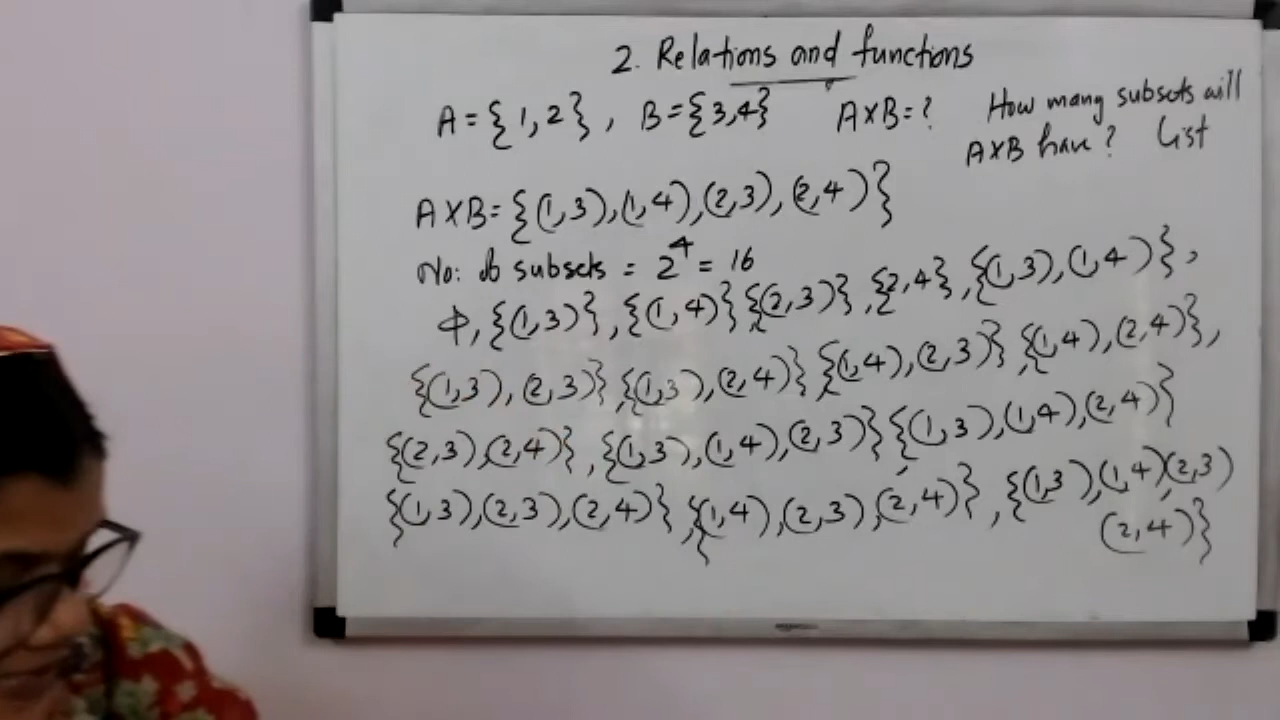 2. Relations and functions
A = {1,2}, B={3,4} A×B=? How many subsets will
A×B have? List
A×B={(1,3),(1,4),(2,3),(2,4)}
No: of subsets = 2⁴ = 16
ϕ,{(1,3)},{(1,4)}{(2,3)},{2,4},{(1,3),(1,4)},
{(1,3),(2,3)},{(1,3),(2,4)}{(1,4),(2,3)},{(1,4),(2,4)},
{(2,3),(2,4)},{(1,3),(1,4),(2,3)},{(1,3),(1,4),(2,4)}
{(1,3),(2,3),(2,4)},{(1,4),(2,3),(2,4)},{(1,3),(1,4),(2,3)
(2,4)}